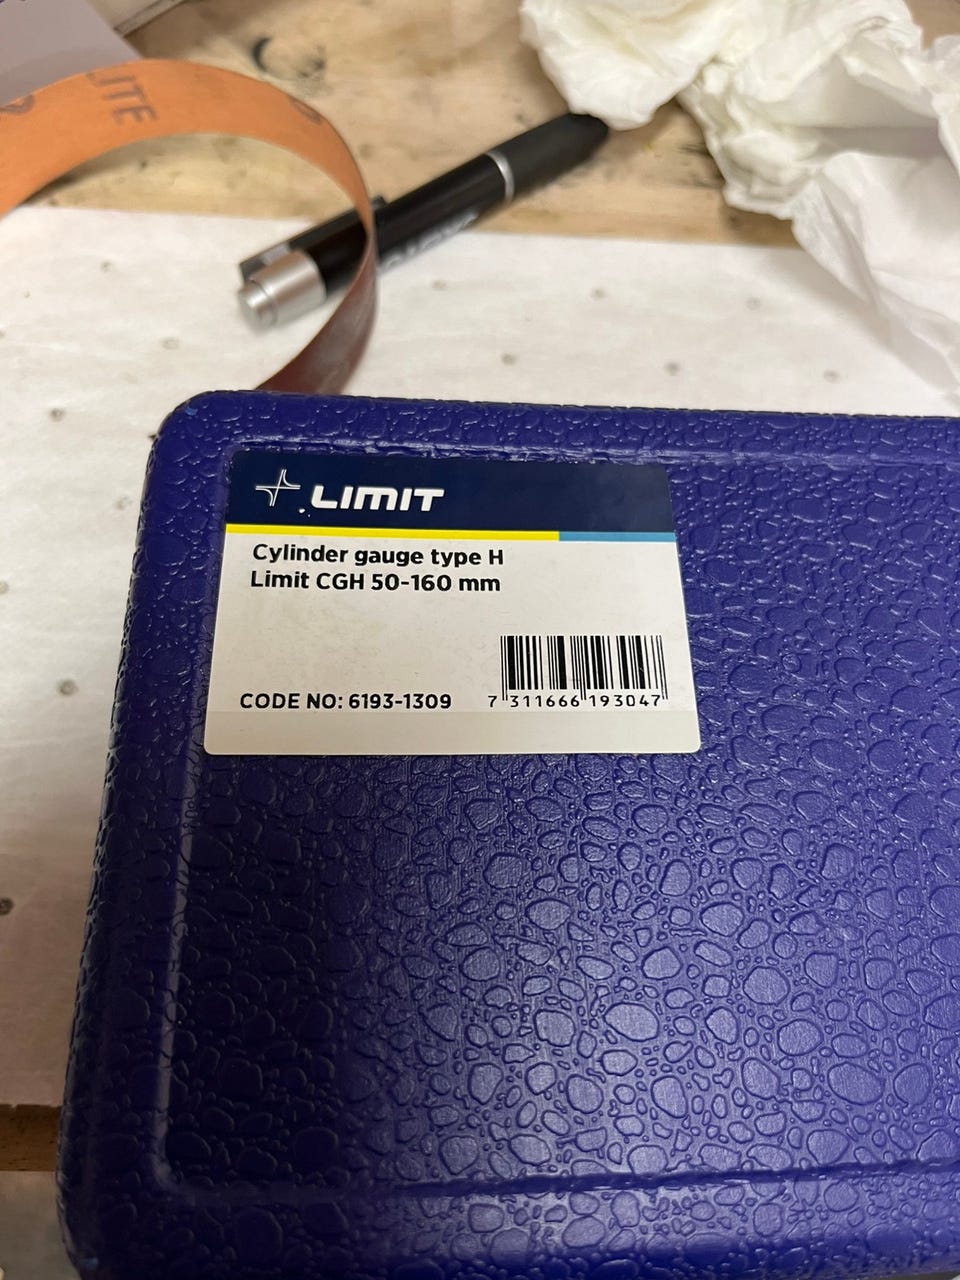 LITE
LIMIT
Cylinder gauge type H
Limit CGH 50-160 mm
CODE NO: 6193-1309
7 311666 193047